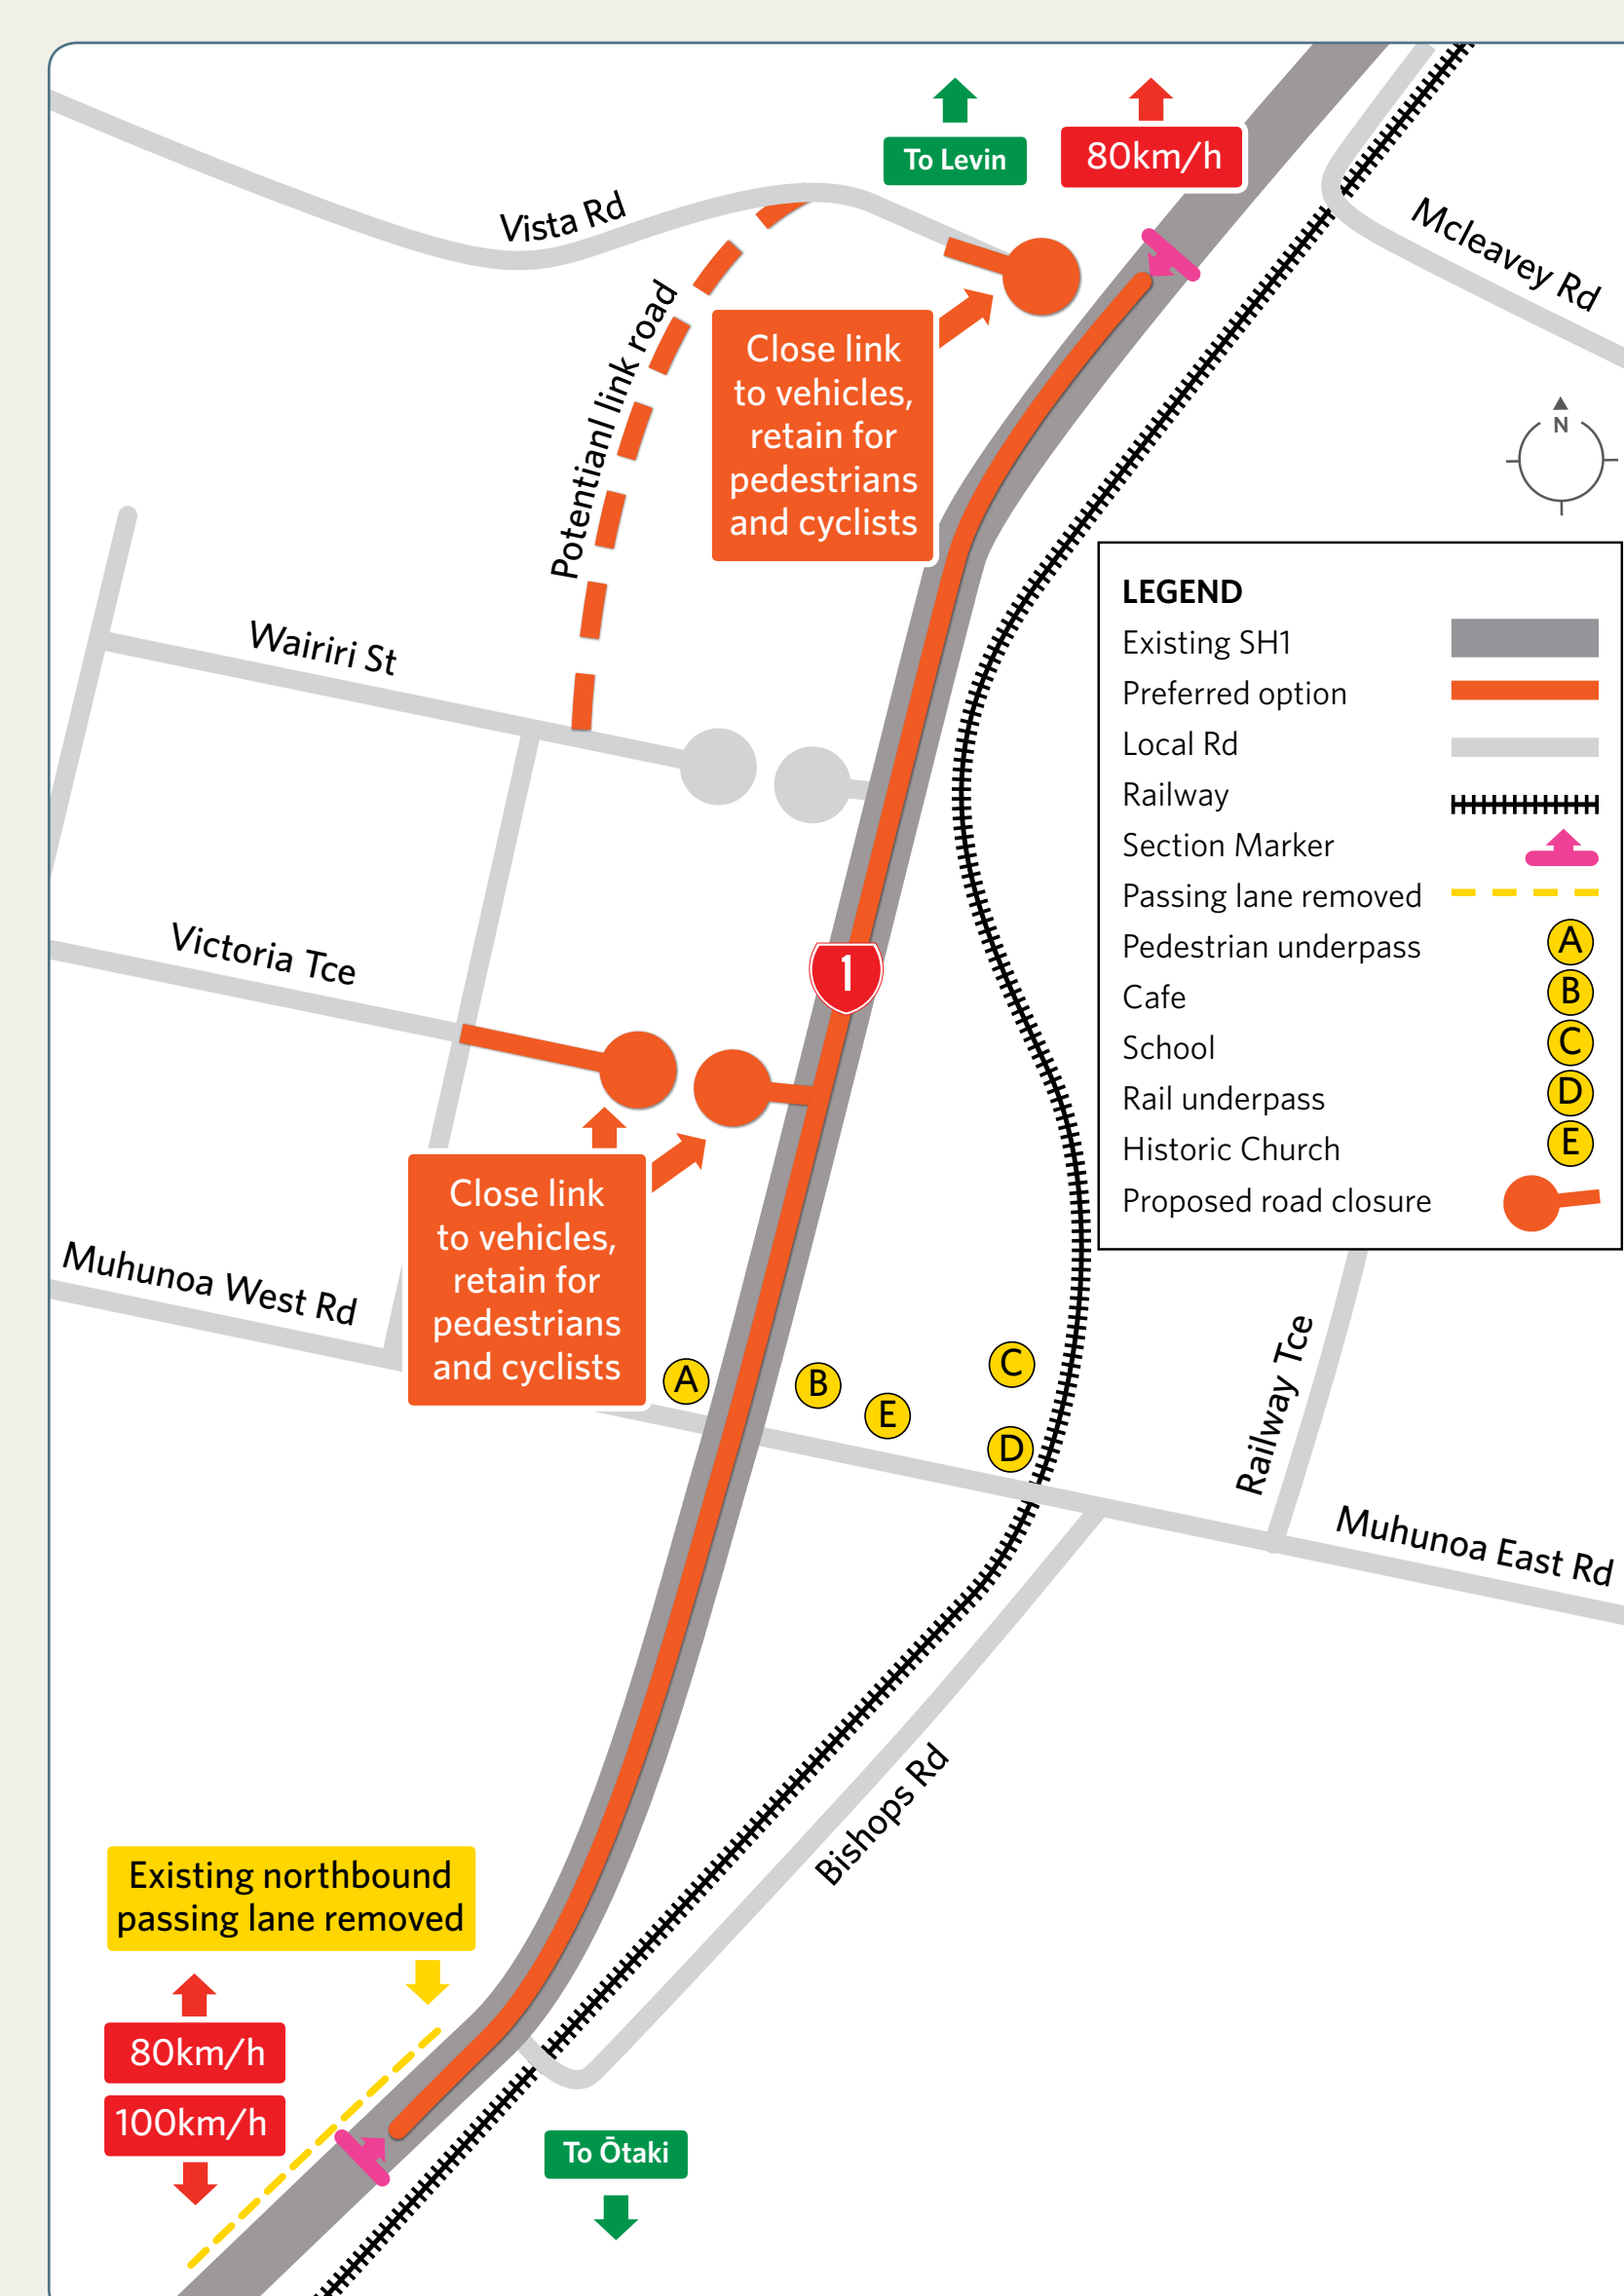 To Levin
80km/h
Vista Rd
Mcleavey Rd
Potentianl link road
Close link
to vehicles,
retain for
pedestrians
and cyclists
N
LEGEND
Existing SH1
Preferred option
Local Rd
Railway
Section Marker
Passing lane removed
Pedestrian underpass A
Cafe B
School C
Rail underpass D
Historic Church E
Proposed road closure
Wairiri St
Victoria Tce
1
Close link
to vehicles,
retain for
pedestrians
and cyclists
Muhunoa West Rd
A
B
E
C
D
Railway Tce
Muhunoa East Rd
Bishops Rd
Existing northbound
passing lane removed
80km/h
100km/h
To Ōtaki